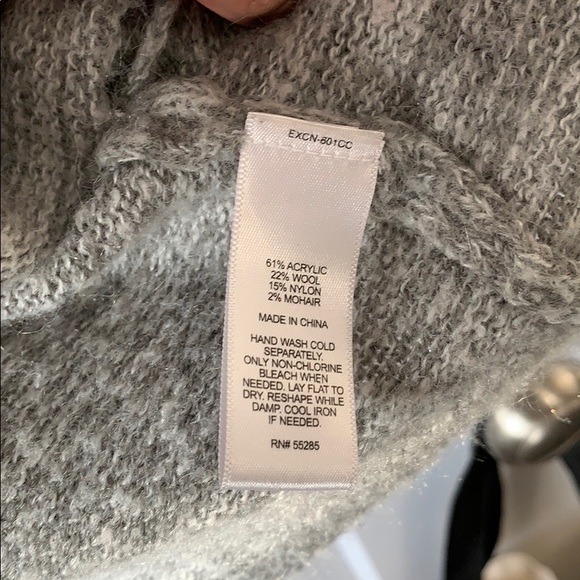 EXCN-601CC
61% ACRYLIC
22% WOOL
15% NYLON
2% MOHAIR
MADE IN CHINA
HAND WASH COLD
SEPARATELY.
ONLY NON-CHLORINE
BLEACH WHEN
NEEDED. LAY FLAT TO
DRY. RESHAPE WHILE
DAMP. COOL IRON
IF NEEDED.
RN# 55285